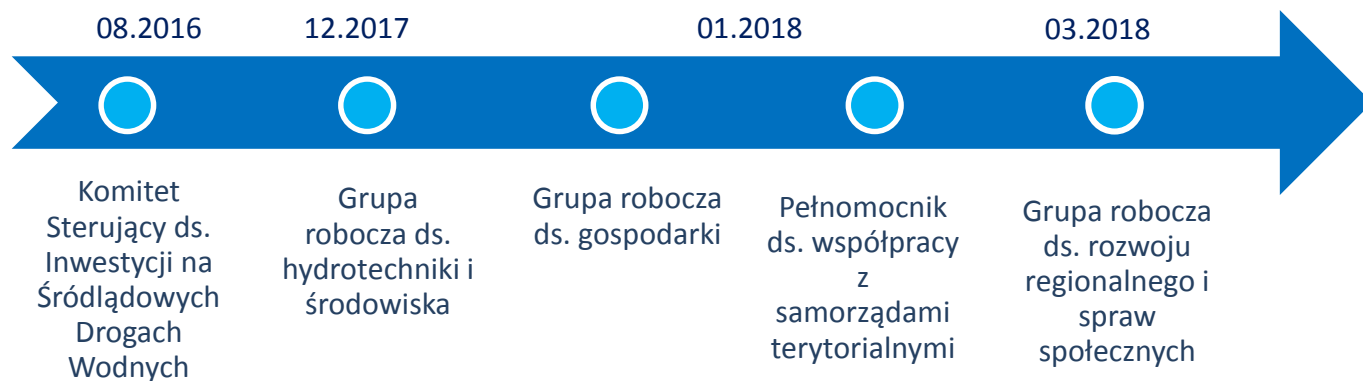 08.2016
12.2017
01.2018
03.2018
Komitet
Sterujący ds.
Inwestycji na
Śródlądowych
Drogach
Wodnych
Grupa
robocza ds.
hydrotechniki i
środowiska
Grupa robocza
ds. gospodarki
Pełnomocnik
ds. współpracy
z
samorządami
terytorialnymi
Grupa robocza
ds. rozwoju
regionalnego i
spraw
społecznych